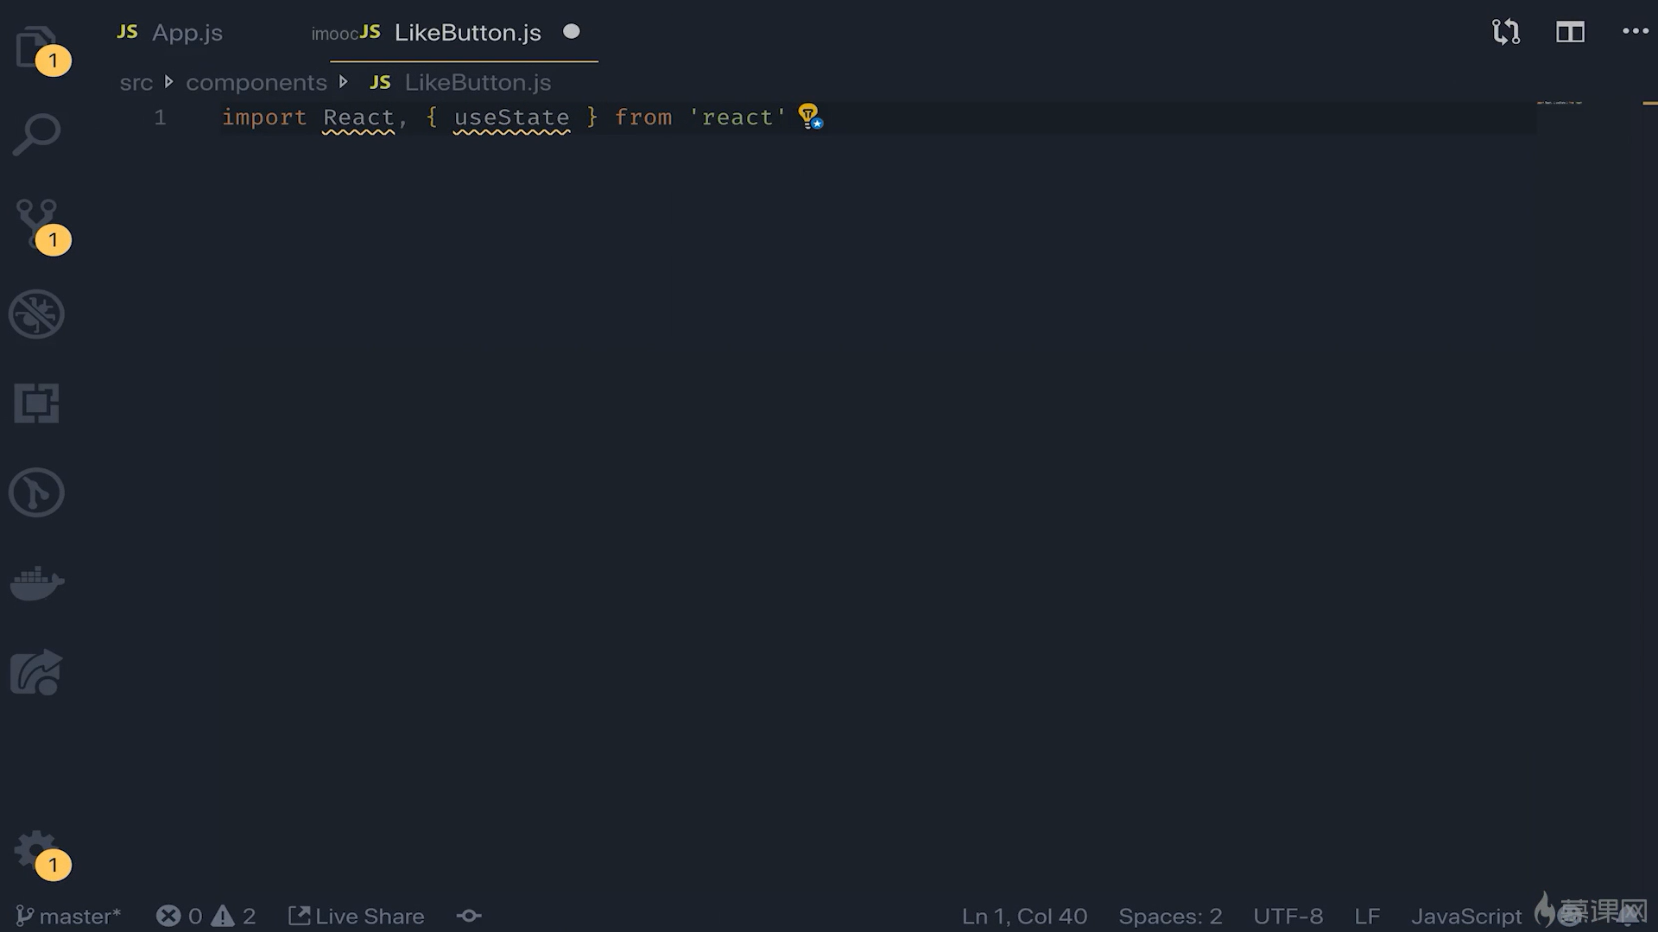 1
JS App.js imooc JS LikeButton.js
src components JS LikeButton.js
1 import React, { useState } from 'react'
1
1
master* 0 2 Live Share Ln 1, Col 40 Spaces: 2 UTF-8 LF JavaScript 慕课网